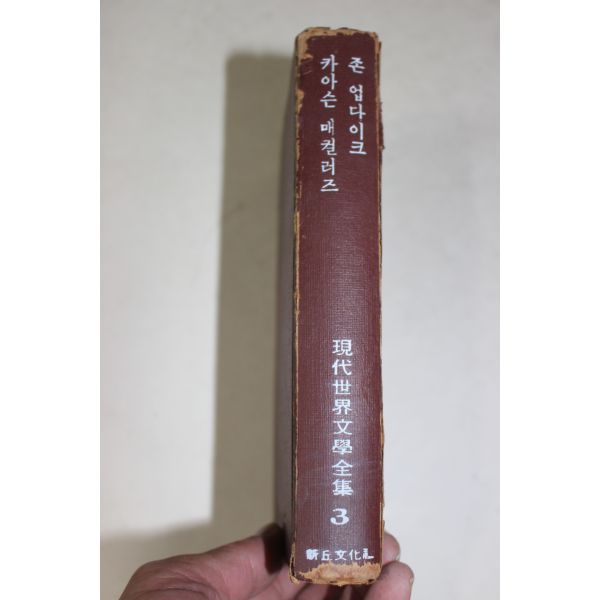 존 업다이크
카아슨 매컬러즈
現代世界文學全集 3
新丘文化社